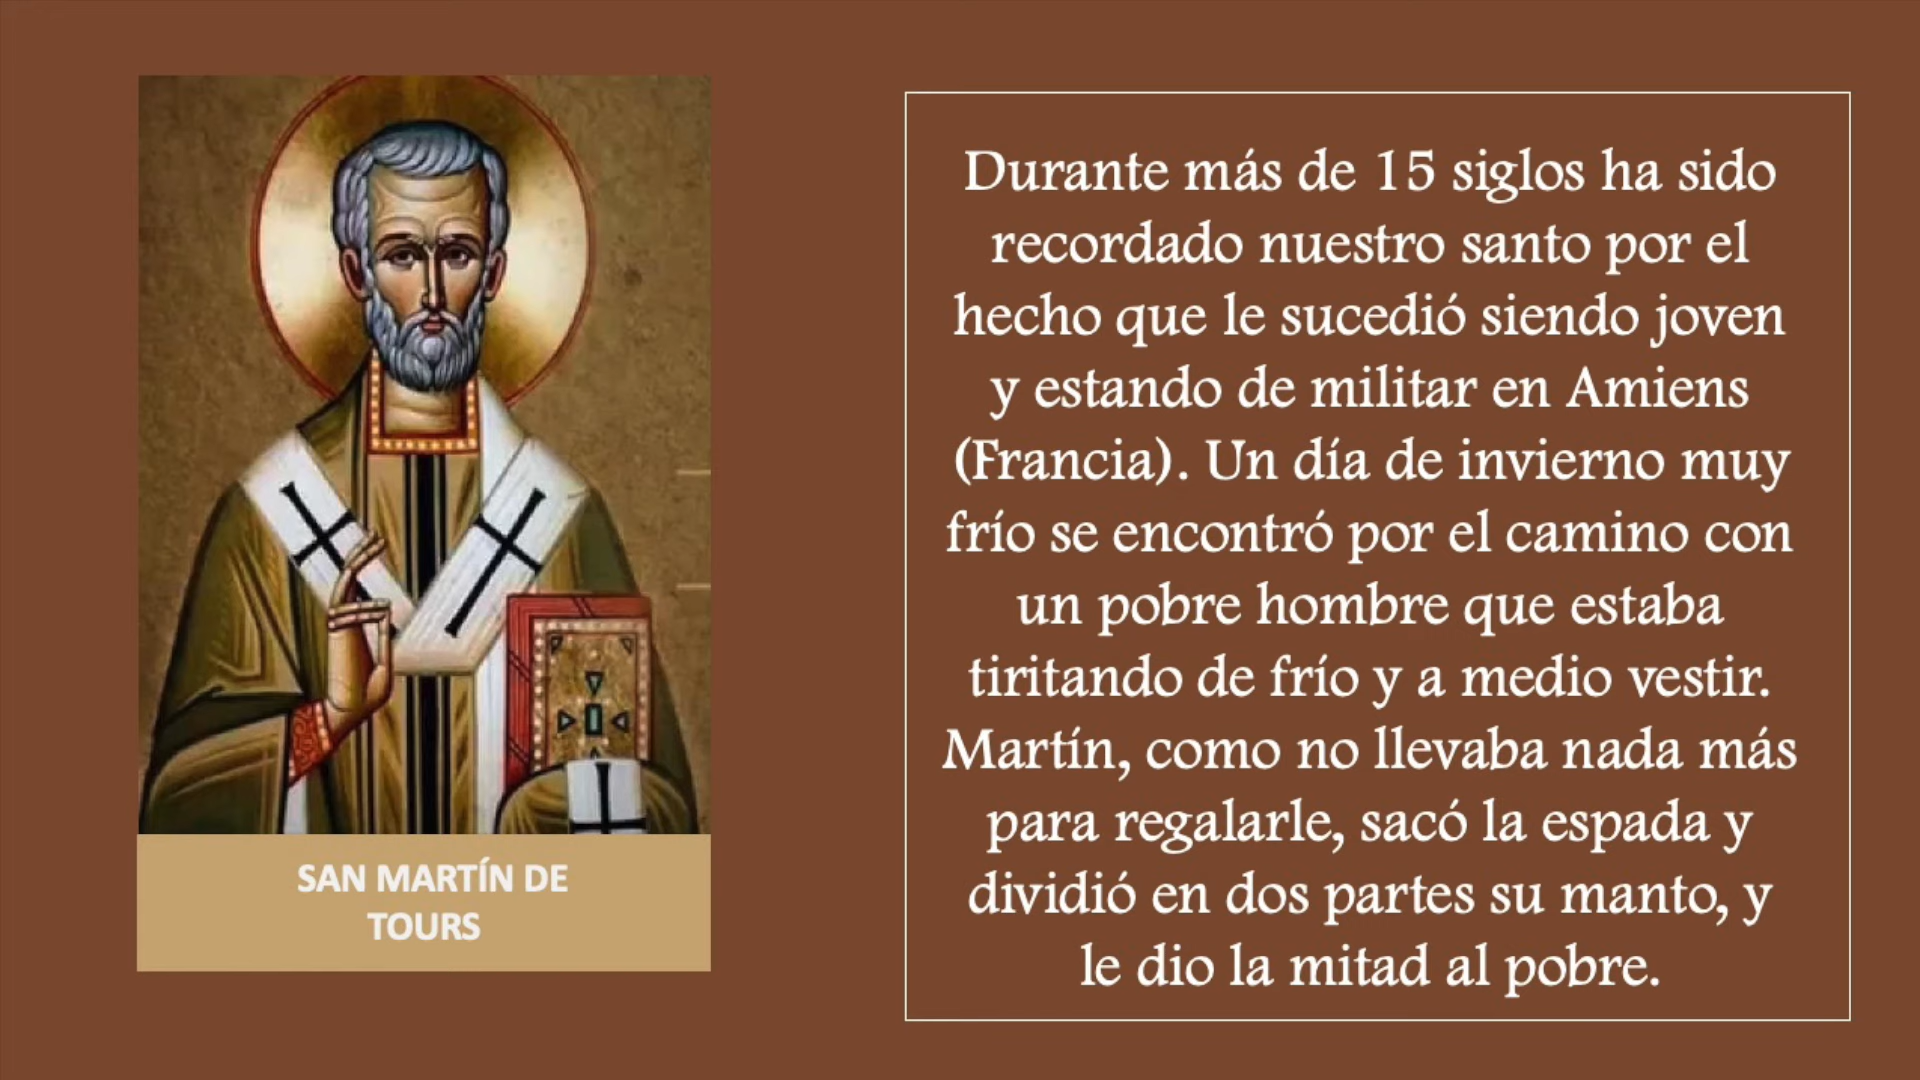 SAN MARTÍN DE
TOURS
Durante más de 15 siglos ha sido
recordado nuestro santo por el
hecho que le sucedió siendo joven
y estando de militar en Amiens
(Francia). Un día de invierno muy
frío se encontró por el camino con
un pobre hombre que estaba
tiritando de frío y a medio vestir.
Martín, como no llevaba nada más
para regalarle, sacó la espada y
dividió en dos partes su manto, y
le dio la mitad al pobre.